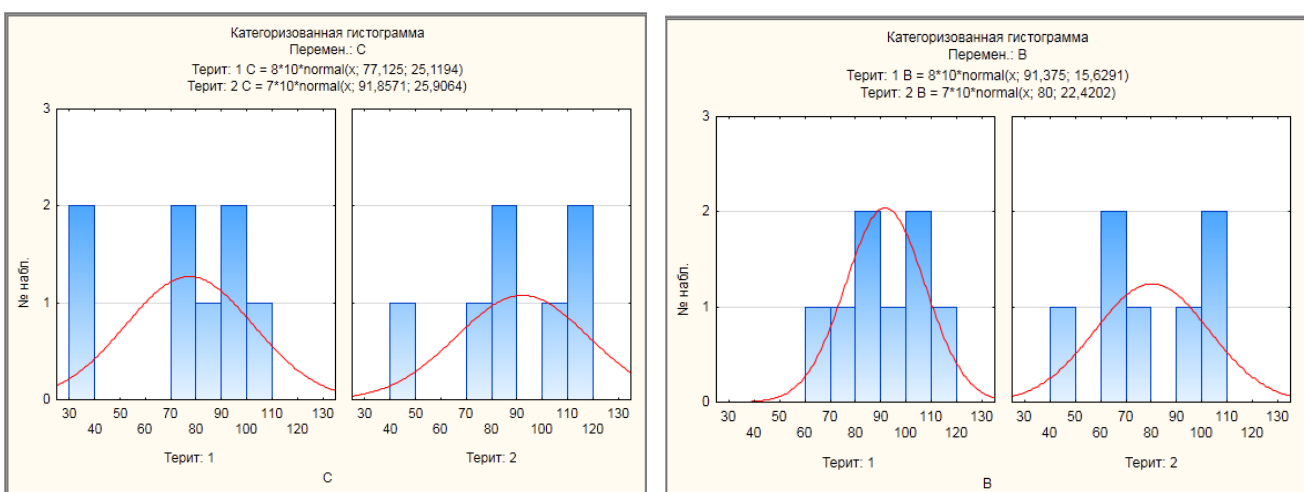 Категоризованная гистограмма
Перемен.: C
Терит: 1 C = 8*10*normal(x; 77,125; 25,1194)
Терит: 2 C = 7*10*normal(x; 91,8571; 25,9064)
3
2
1
0
№ набл.
30 50 70 90 110 130 30 50 70 90 110 130
40 60 80 100 120 40 60 80 100 120
Терит: 1 Терит: 2
C
Категоризованная гистограмма
Перемен.: B
Терит: 1 B = 8*10*normal(x; 91,375; 15,6291)
Терит: 2 B = 7*10*normal(x; 80; 22,4202)
3
2
1
0
№ набл.
30 50 70 90 110 130 30 50 70 90 110 130
40 60 80 100 120 40 60 80 100 120
Терит: 1 Терит: 2
B